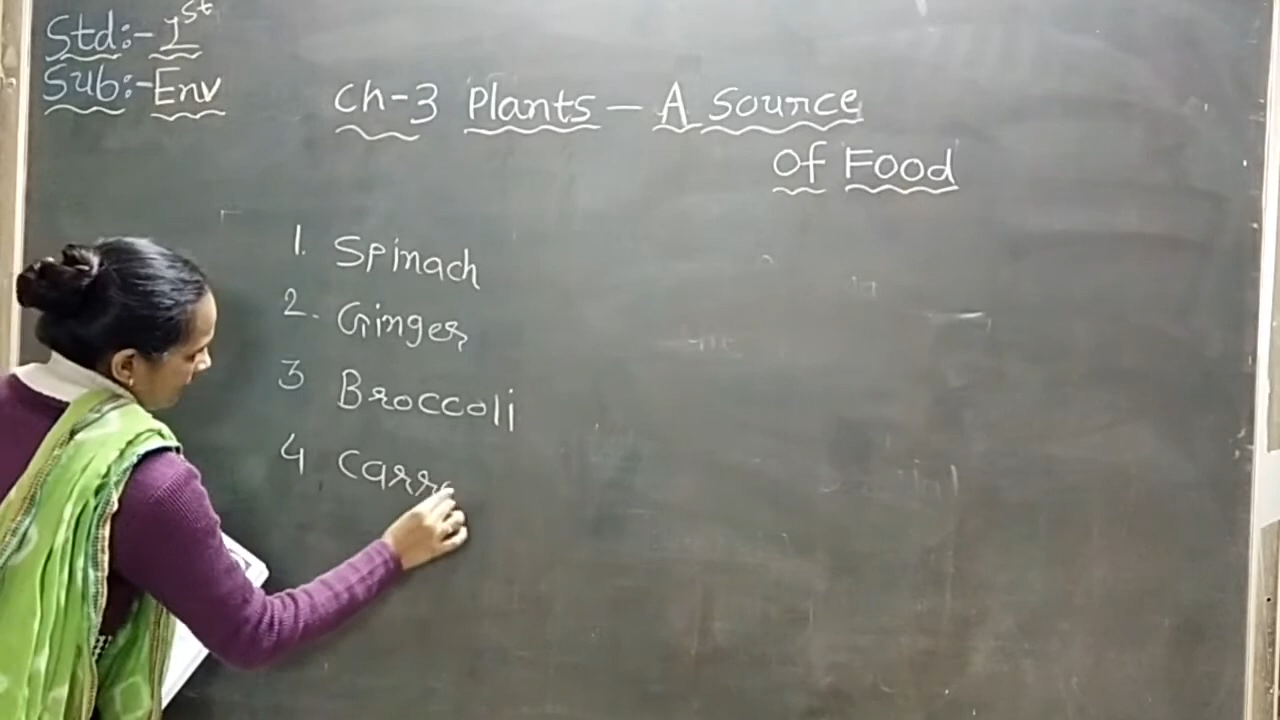 Std:- 1st
Sub:- Env
Ch-3 Plants - A Source
Of Food
1. Spinach
2. Ginger
3 Broccoli
4 Carr